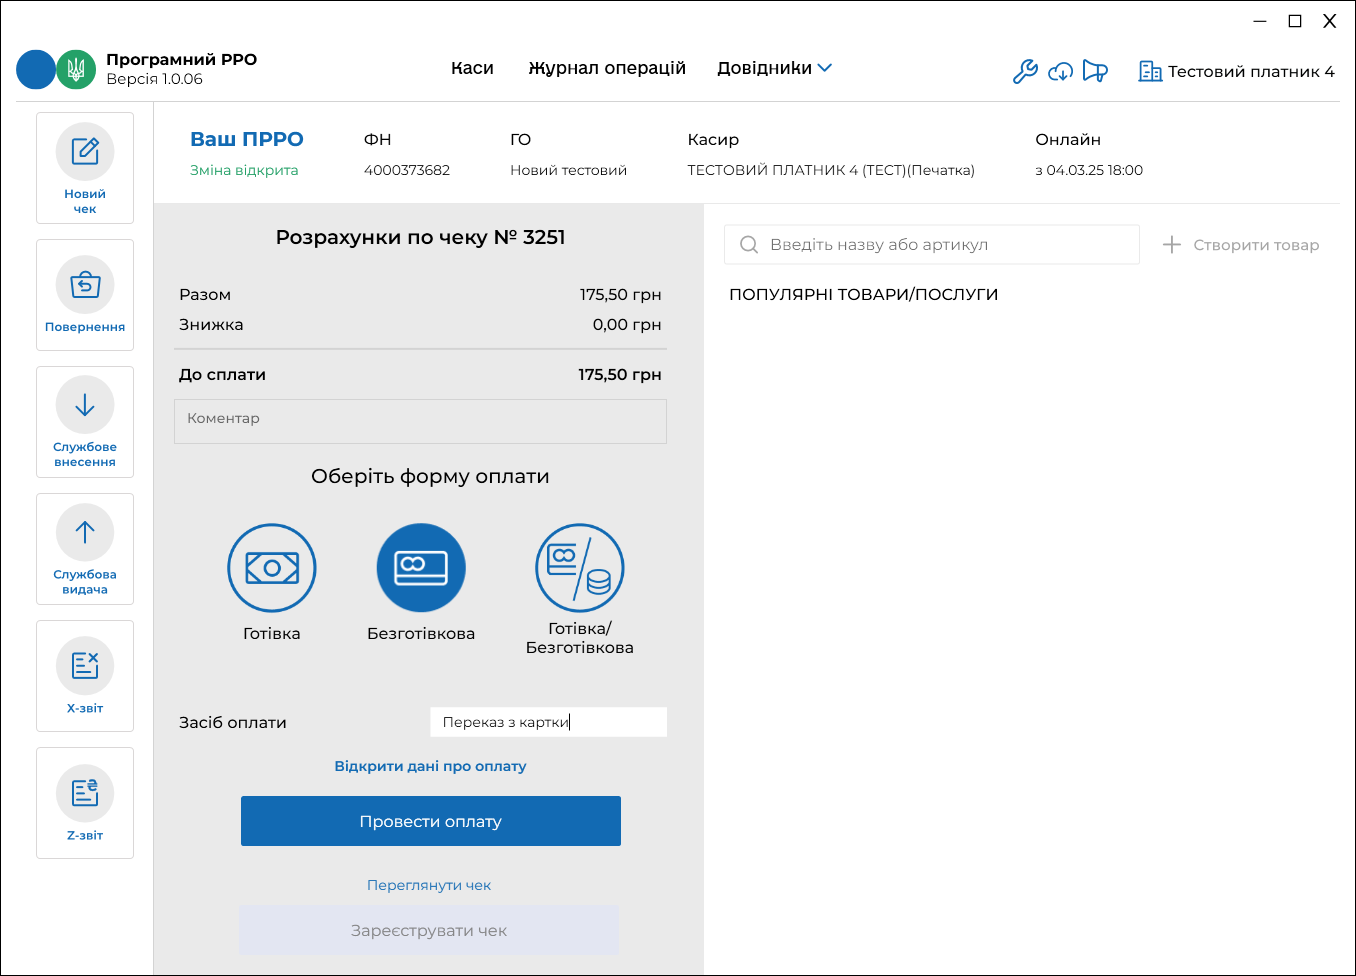 Програмний РРО
Версія 1.0.06
Каси
Журнал операцій
Довідники
Тестовий платник 4
Новий
чек
Повернення
Службове
внесення
Службова
видача
X-звіт
Z-звіт
Ваш ПРРО
Зміна відкрита
ФН
4000373682
ГО
Новий тестовий
Касир
ТЕСТОВИЙ ПЛАТНИК 4 (ТЕСТ)(Печатка)
Онлайн
з 04.03.25 18:00
Розрахунки по чеку № 3251
Разом 175,50 грн
Знижка 0,00 грн
До сплати 175,50 грн
Коментар
Оберіть форму оплати
Готівка
Безготівкова
Готівка/
Безготівкова
Засіб оплати Переказ з картки
Відкрити дані про оплату
Провести оплату
Переглянути чек
Зареєструвати чек
Введіть назву або артикул
Створити товар
ПОПУЛЯРНІ ТОВАРИ/ПОСЛУГИ